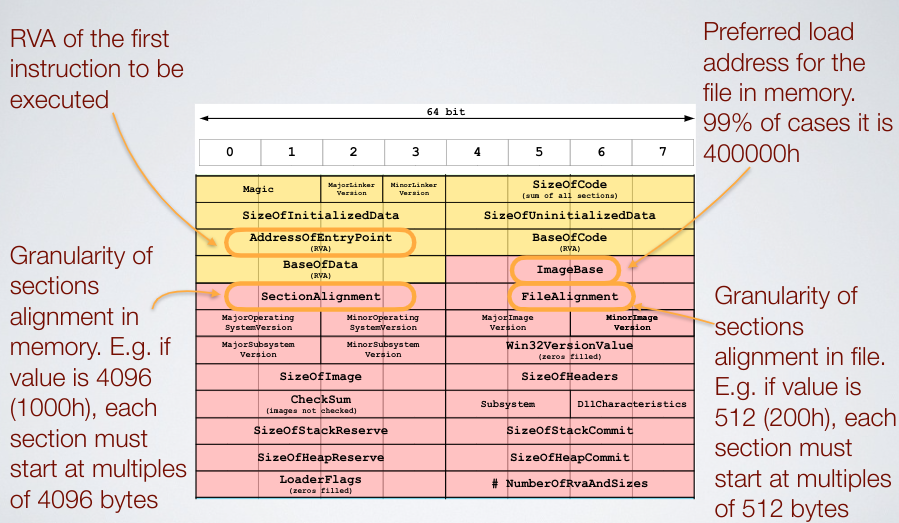 RVA of the first
instruction to be
executed
Preferred load
address for the
file in memory.
99% of cases it is
400000h
64 bit
0 1 2 3 4 5 6 7
Magic
MajorLinker
Version
MinorLinker
Version
SizeOfCode
(sum of all sections)
SizeOfInitializedData
SizeOfUninitializedData
AddressOfEntryPoint
(RVA)
BaseOfCode
(RVA)
BaseOfData
(RVA)
ImageBase
SectionAlignment
FileAlignment
MajorOperating
SystemVersion
MinorOperating
SystemVersion
MajorImage
Version
MinorImage
Version
MajorSubsystem
Version
MinorSubsystem
Version
Win32VersionValue
(zeros filled)
SizeOfImage
SizeOfHeaders
CheckSum
(images not checked)
Subsystem
DllCharacteristics
SizeOfStackReserve
SizeOfStackCommit
SizeOfHeapReserve
SizeOfHeapCommit
LoaderFlags
(zeros filled)
# NumberOfRvaAndSizes
Granularity of
sections
alignment in
memory. E.g. if
value is 4096
(1000h), each
section must
start at multiples
of 4096 bytes
Granularity of
sections
alignment in file.
E.g. if value is
512 (200h), each
section must
start at multiples
of 512 bytes